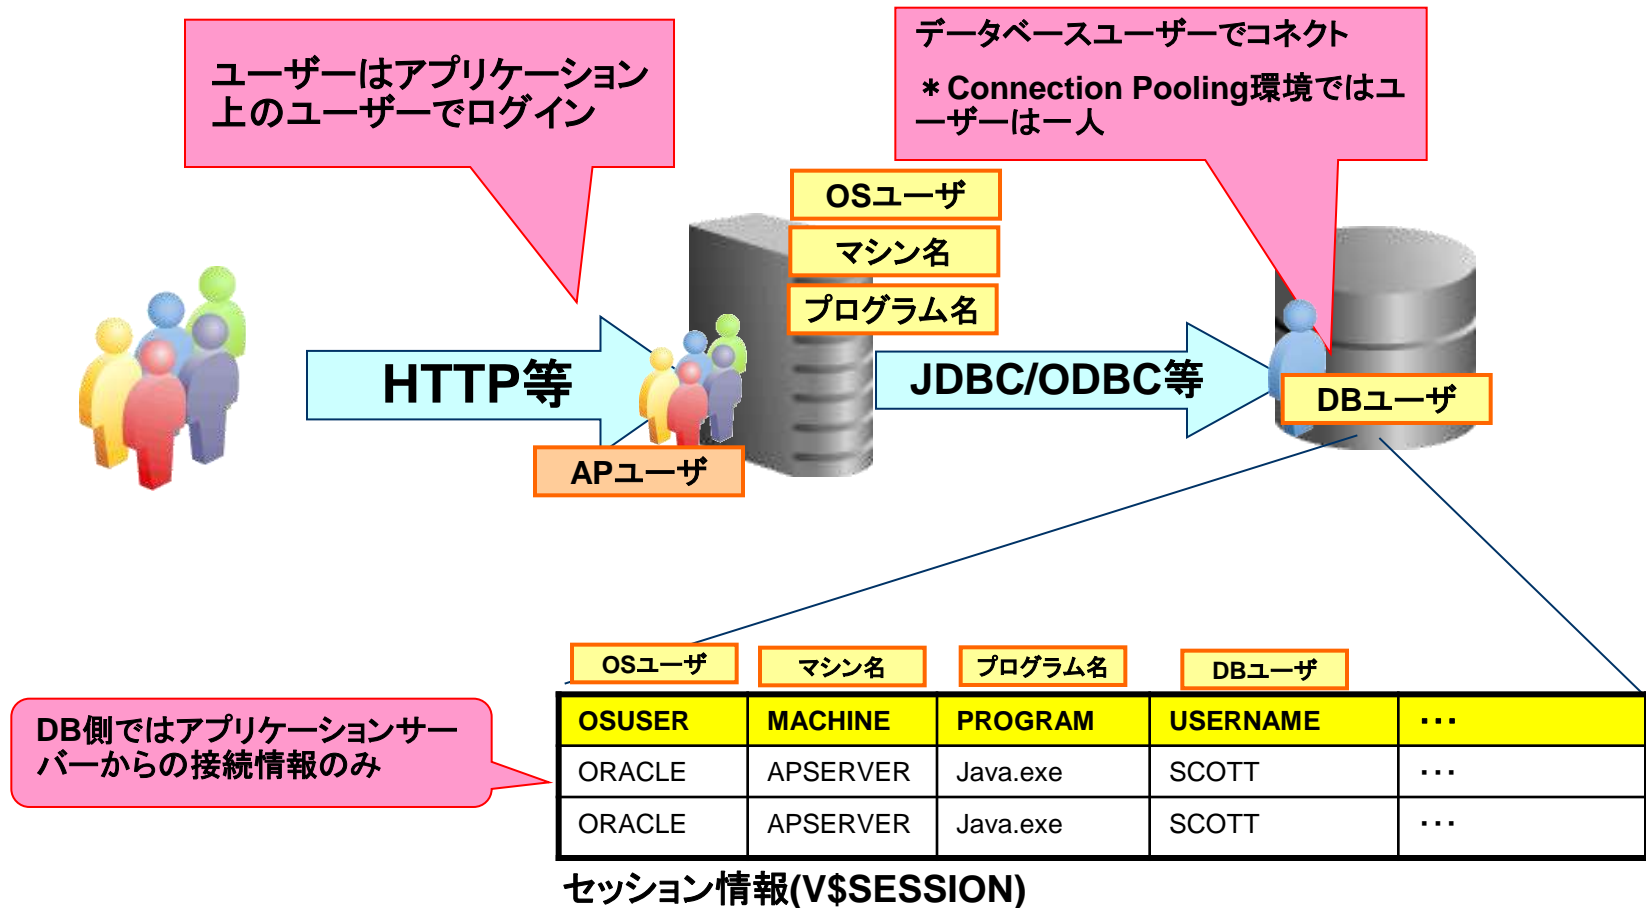 ユーザーはアプリケーション
上のユーザーでログイン
データベースユーザーでコネクト
＊Connection Pooling環境ではユ
ーザーは一人
OSユーザ
マシン名
プログラム名
HTTP等
JDBC/ODBC等
DBユーザ
APユーザ
OSユーザ
マシン名
プログラム名
DBユーザ
DB側ではアプリケーションサー
バーからの接続情報のみ
OSUSER MACHINE PROGRAM USERNAME ・・・
ORACLE APSERVER Java.exe SCOTT ・・・
ORACLE APSERVER Java.exe SCOTT ・・・
セッション情報(V$SESSION)